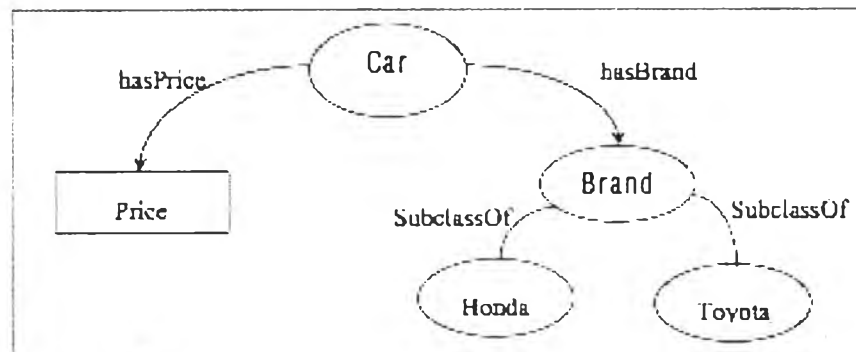 Car
hasPrice
hasBrand
Price
Brand
SubclassOf
SubclassOf
Honda
Toyota